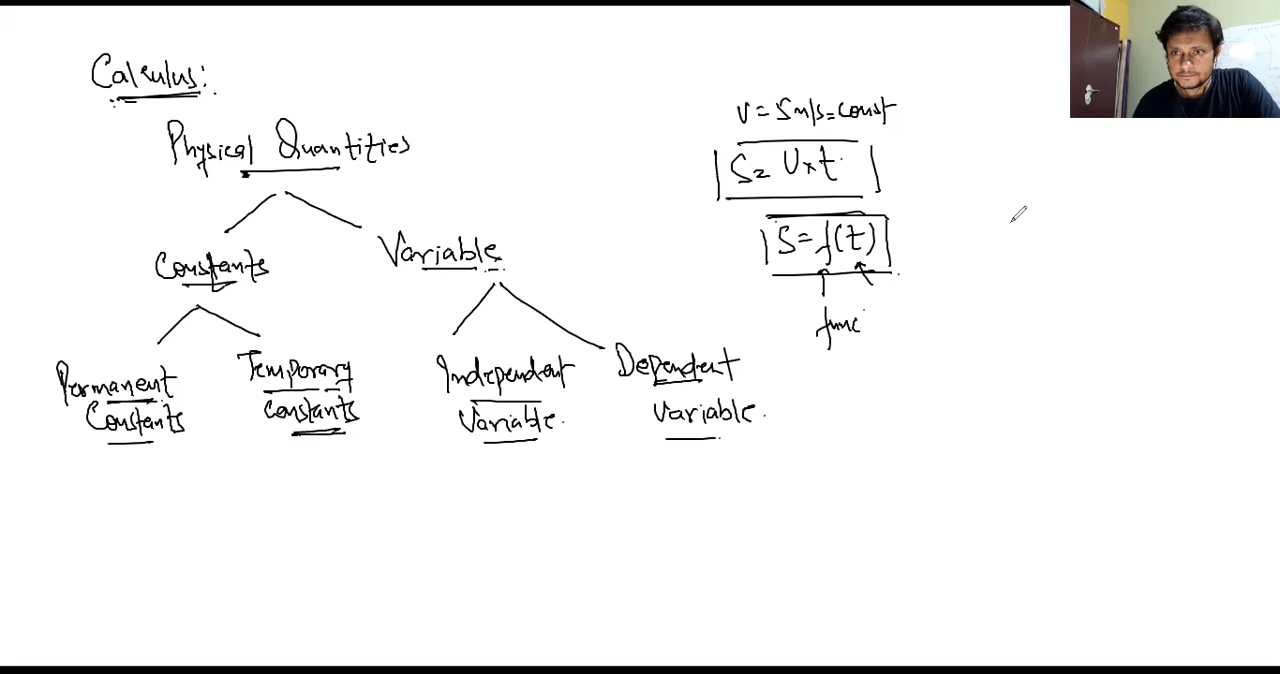 Calculus:
Physical Quantities
Constants
Variable
Permanent
Constants
Temporary
constants
Independent
Variable.
Dependent
Variable.
v = 5m/s = const
S = v x t
S = f(t)
func